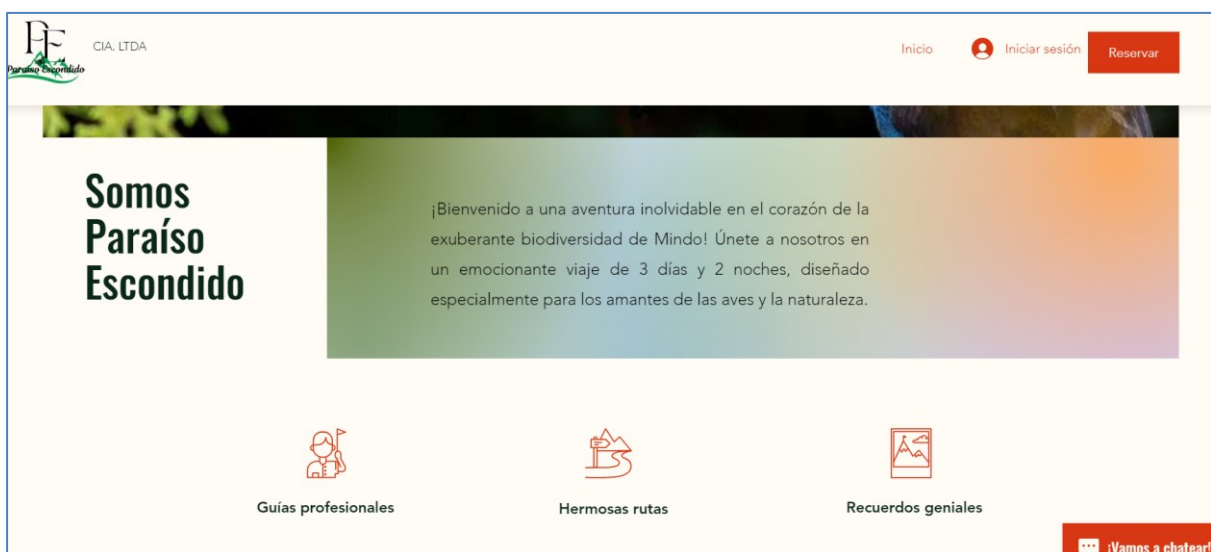 PE
Paraíso Escondido
CIA. LTDA
Inicio
Iniciar sesión
Reservar
Somos
Paraíso
Escondido
¡Bienvenido a una aventura inolvidable en el corazón de la
exuberante biodiversidad de Mindo! Únete a nosotros en
un emocionante viaje de 3 días y 2 noches, diseñado
especialmente para los amantes de las aves y la naturaleza.
Guías profesionales
Hermosas rutas
Recuerdos geniales
¡Vamos a chatear!